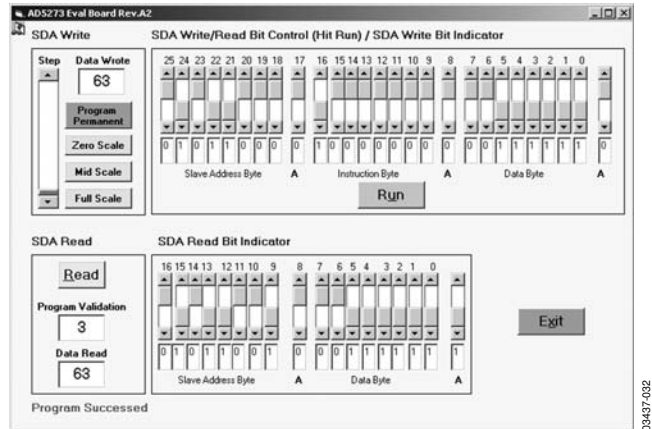 AD5273 Eval Board Rev.A2
SDA Write
SDA Write/Read Bit Control (Hit Run) / SDA Write Bit Indicator
Step
Data Wrote
63
Program Permanent
Zero Scale
Mid Scale
Full Scale
25 24 23 22 21 20 19 18 17 16 15 14 13 12 11 10 9 8 7 6 5 4 3 2 1 0
0 1 0 1 1 0 0 0 0 1 0 0 0 0 0 0 0 0 0 0 1 1 1 1 1 1 0
Slave Address Byte A Instruction Byte A Data Byte A
Run
SDA Read
SDA Read Bit Indicator
Read
Program Validation
3
Data Read
63
16 15 14 13 12 11 10 9 8 7 6 5 4 3 2 1 0
0 1 0 1 1 0 0 1 0 0 0 1 1 1 1 1 1 1
Slave Address Byte A Data Byte A
Exit
Program Successed
03437-032